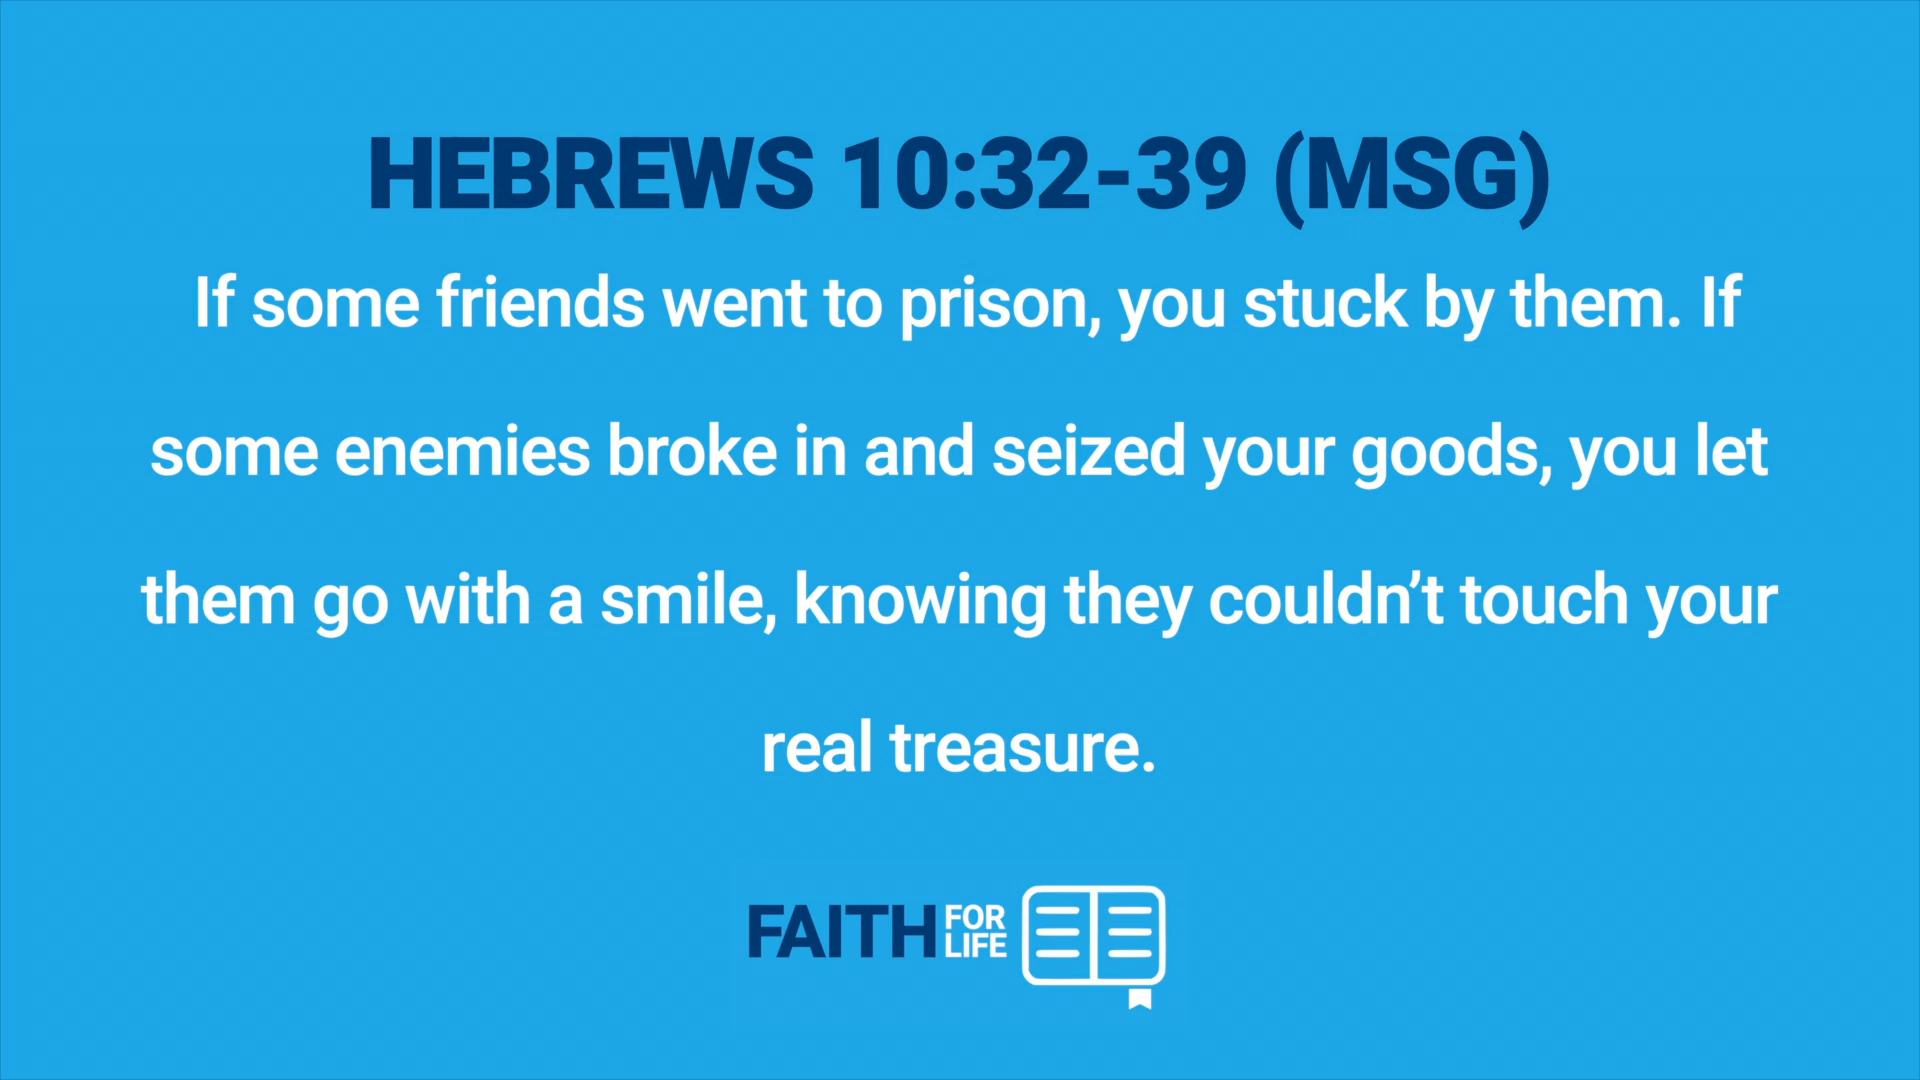 HEBREWS 10:32-39 (MSG)
If some friends went to prison, you stuck by them. If
some enemies broke in and seized your goods, you let
them go with a smile, knowing they couldn’t touch your
real treasure.
FAITH FOR
LIFE